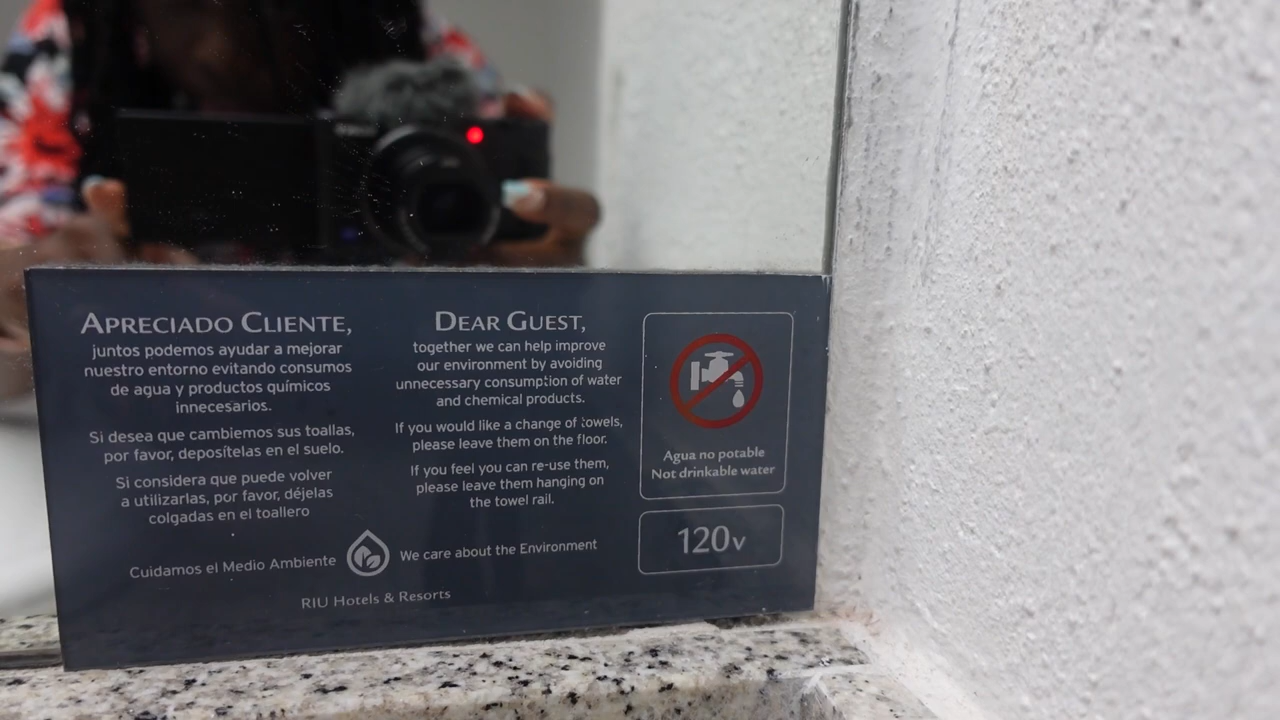 APRECIADO CLIENTE,
juntos podemos ayudar a mejorar
nuestro entorno evitando consumos
de agua y productos químicos
innecesarios.
Si desea que cambiemos sus toallas,
por favor, deposítelas en el suelo.
Si considera que puede volver
a utilizarlas, por favor, déjelas
colgadas en el toallero
Cuidamos el Medio Ambiente
DEAR GUEST,
together we can help improve
our environment by avoiding
unnecessary consumption of water
and chemical products.
If you would like a change of towels,
please leave them on the floor.
If you feel you can re-use them,
please leave them hanging on
the towel rail.
We care about the Environment
RIU Hotels & Resorts
Agua no potable
Not drinkable water
120v